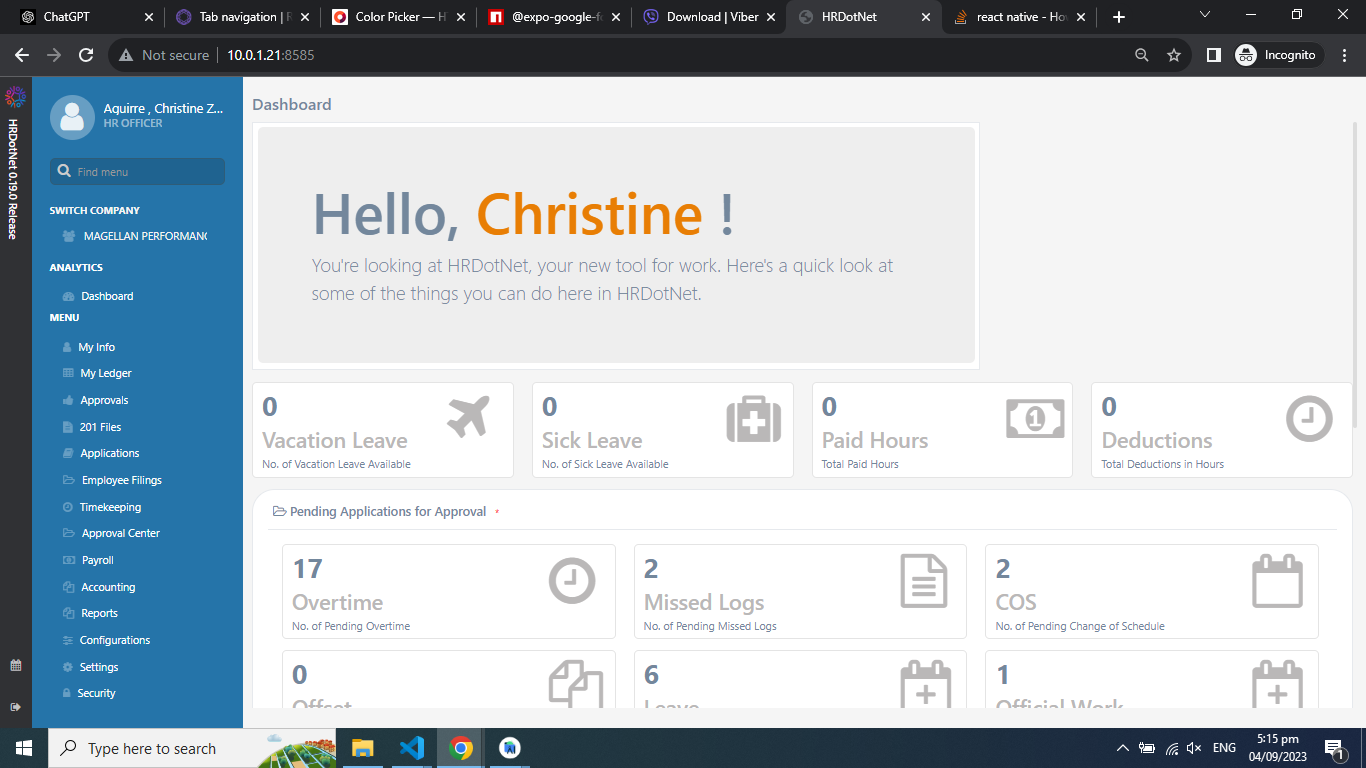 ChatGPT
Tab navigation | R
Color Picker — H
@expo-google-fo
Download | Viber
HRDotNet
react native - Hov
Not secure
10.0.1.21:8585
Incognito
HRDotNet 0.19.0 Release
Aguirre , Christine Z...
HR OFFICER
Find menu
SWITCH COMPANY
MAGELLAN PERFORMANC
ANALYTICS
Dashboard
MENU
My Info
My Ledger
Approvals
201 Files
Applications
Employee Filings
Timekeeping
Approval Center
Payroll
Accounting
Reports
Configurations
Settings
Security
Dashboard
Hello, Christine !
You're looking at HRDotNet, your new tool for work. Here's a quick look at
some of the things you can do here in HRDotNet.
0
Vacation Leave
No. of Vacation Leave Available
0
Sick Leave
No. of Sick Leave Available
0
Paid Hours
Total Paid Hours
0
Deductions
Total Deductions in Hours
Pending Applications for Approval *
17
Overtime
No. of Pending Overtime
2
Missed Logs
No. of Pending Missed Logs
2
COS
No. of Pending Change of Schedule
0
Offset
6
Leave
1
Official Work
Type here to search
ENG
5:15 pm
04/09/2023
1